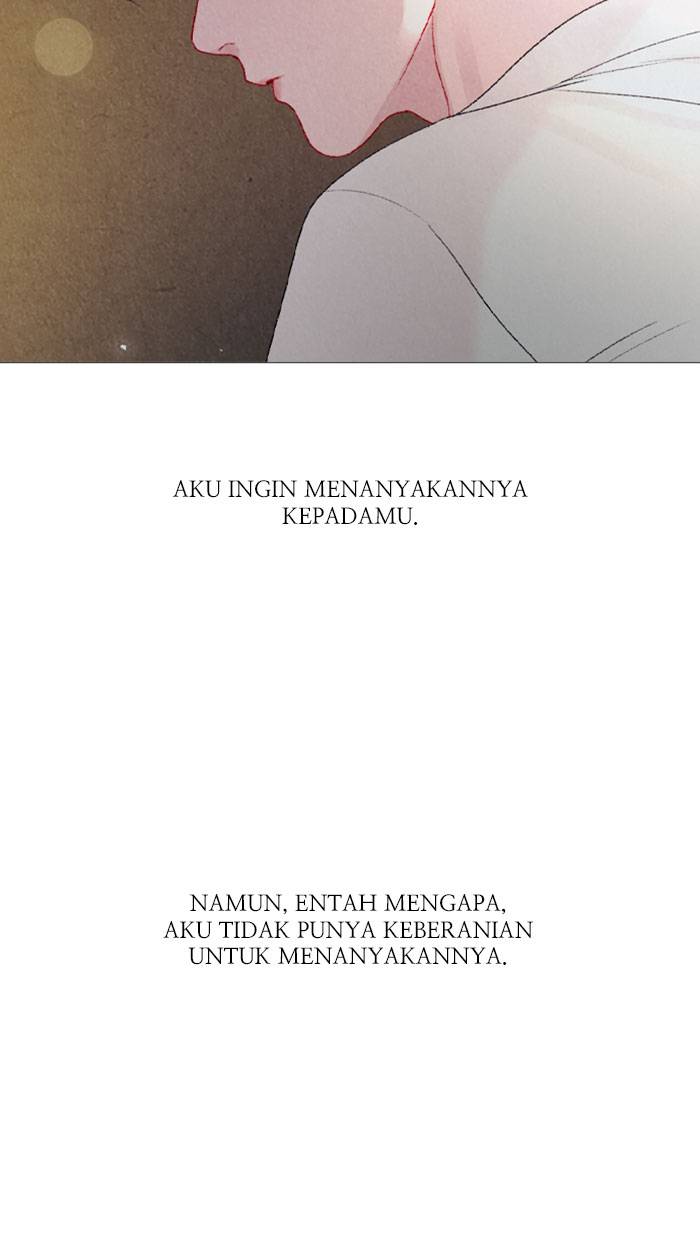 AKU INGIN MENANYAKANNYA
KEPADAMU.
NAMUN, ENTAH MENGAPA,
AKU TIDAK PUNYA KEBERANIAN
UNTUK MENANYAKANNYA.